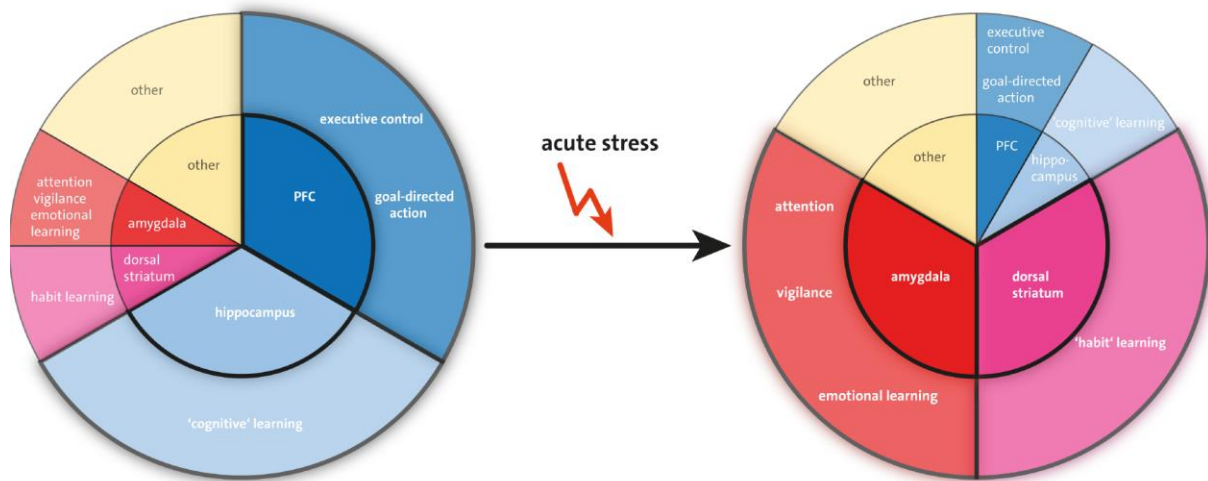 other
executive control
other
PFC
goal-directed
action
attention
vigilance
emotional
learning
amygdala
dorsal
striatum
habit learning
hippocampus
'cognitive' learning
acute stress
executive
control
other
goal-directed
action
'cognitive' learning
other
PFC
hippo-
campus
attention
vigilance
amygdala
dorsal
striatum
'habit' learning
emotional learning